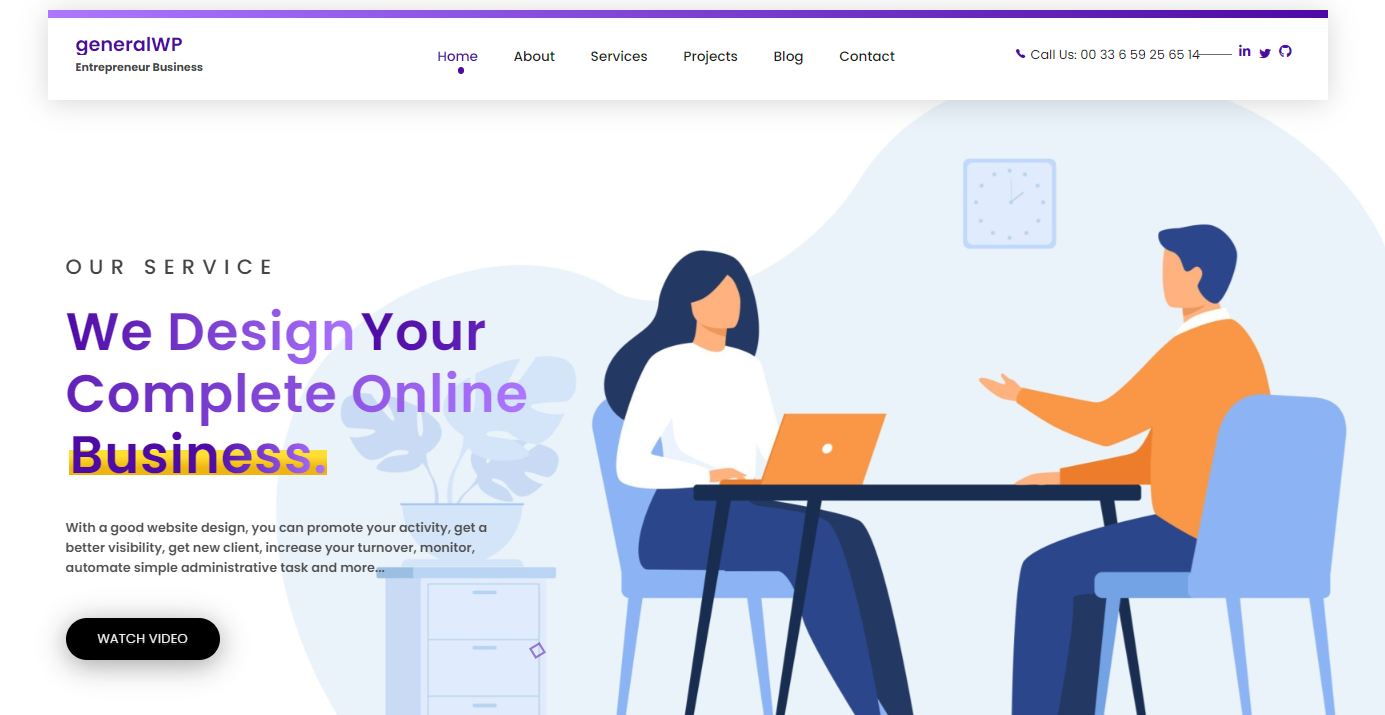 generalWP
Entrepreneur Business
Home About Services Projects Blog Contact
Call Us: 00 33 6 59 25 65 14
OUR SERVICE
We Design Your
Complete Online
Business.
With a good website design, you can promote your activity, get a
better visibility, get new client, increase your turnover, monitor,
automate simple administrative task and more...
WATCH VIDEO